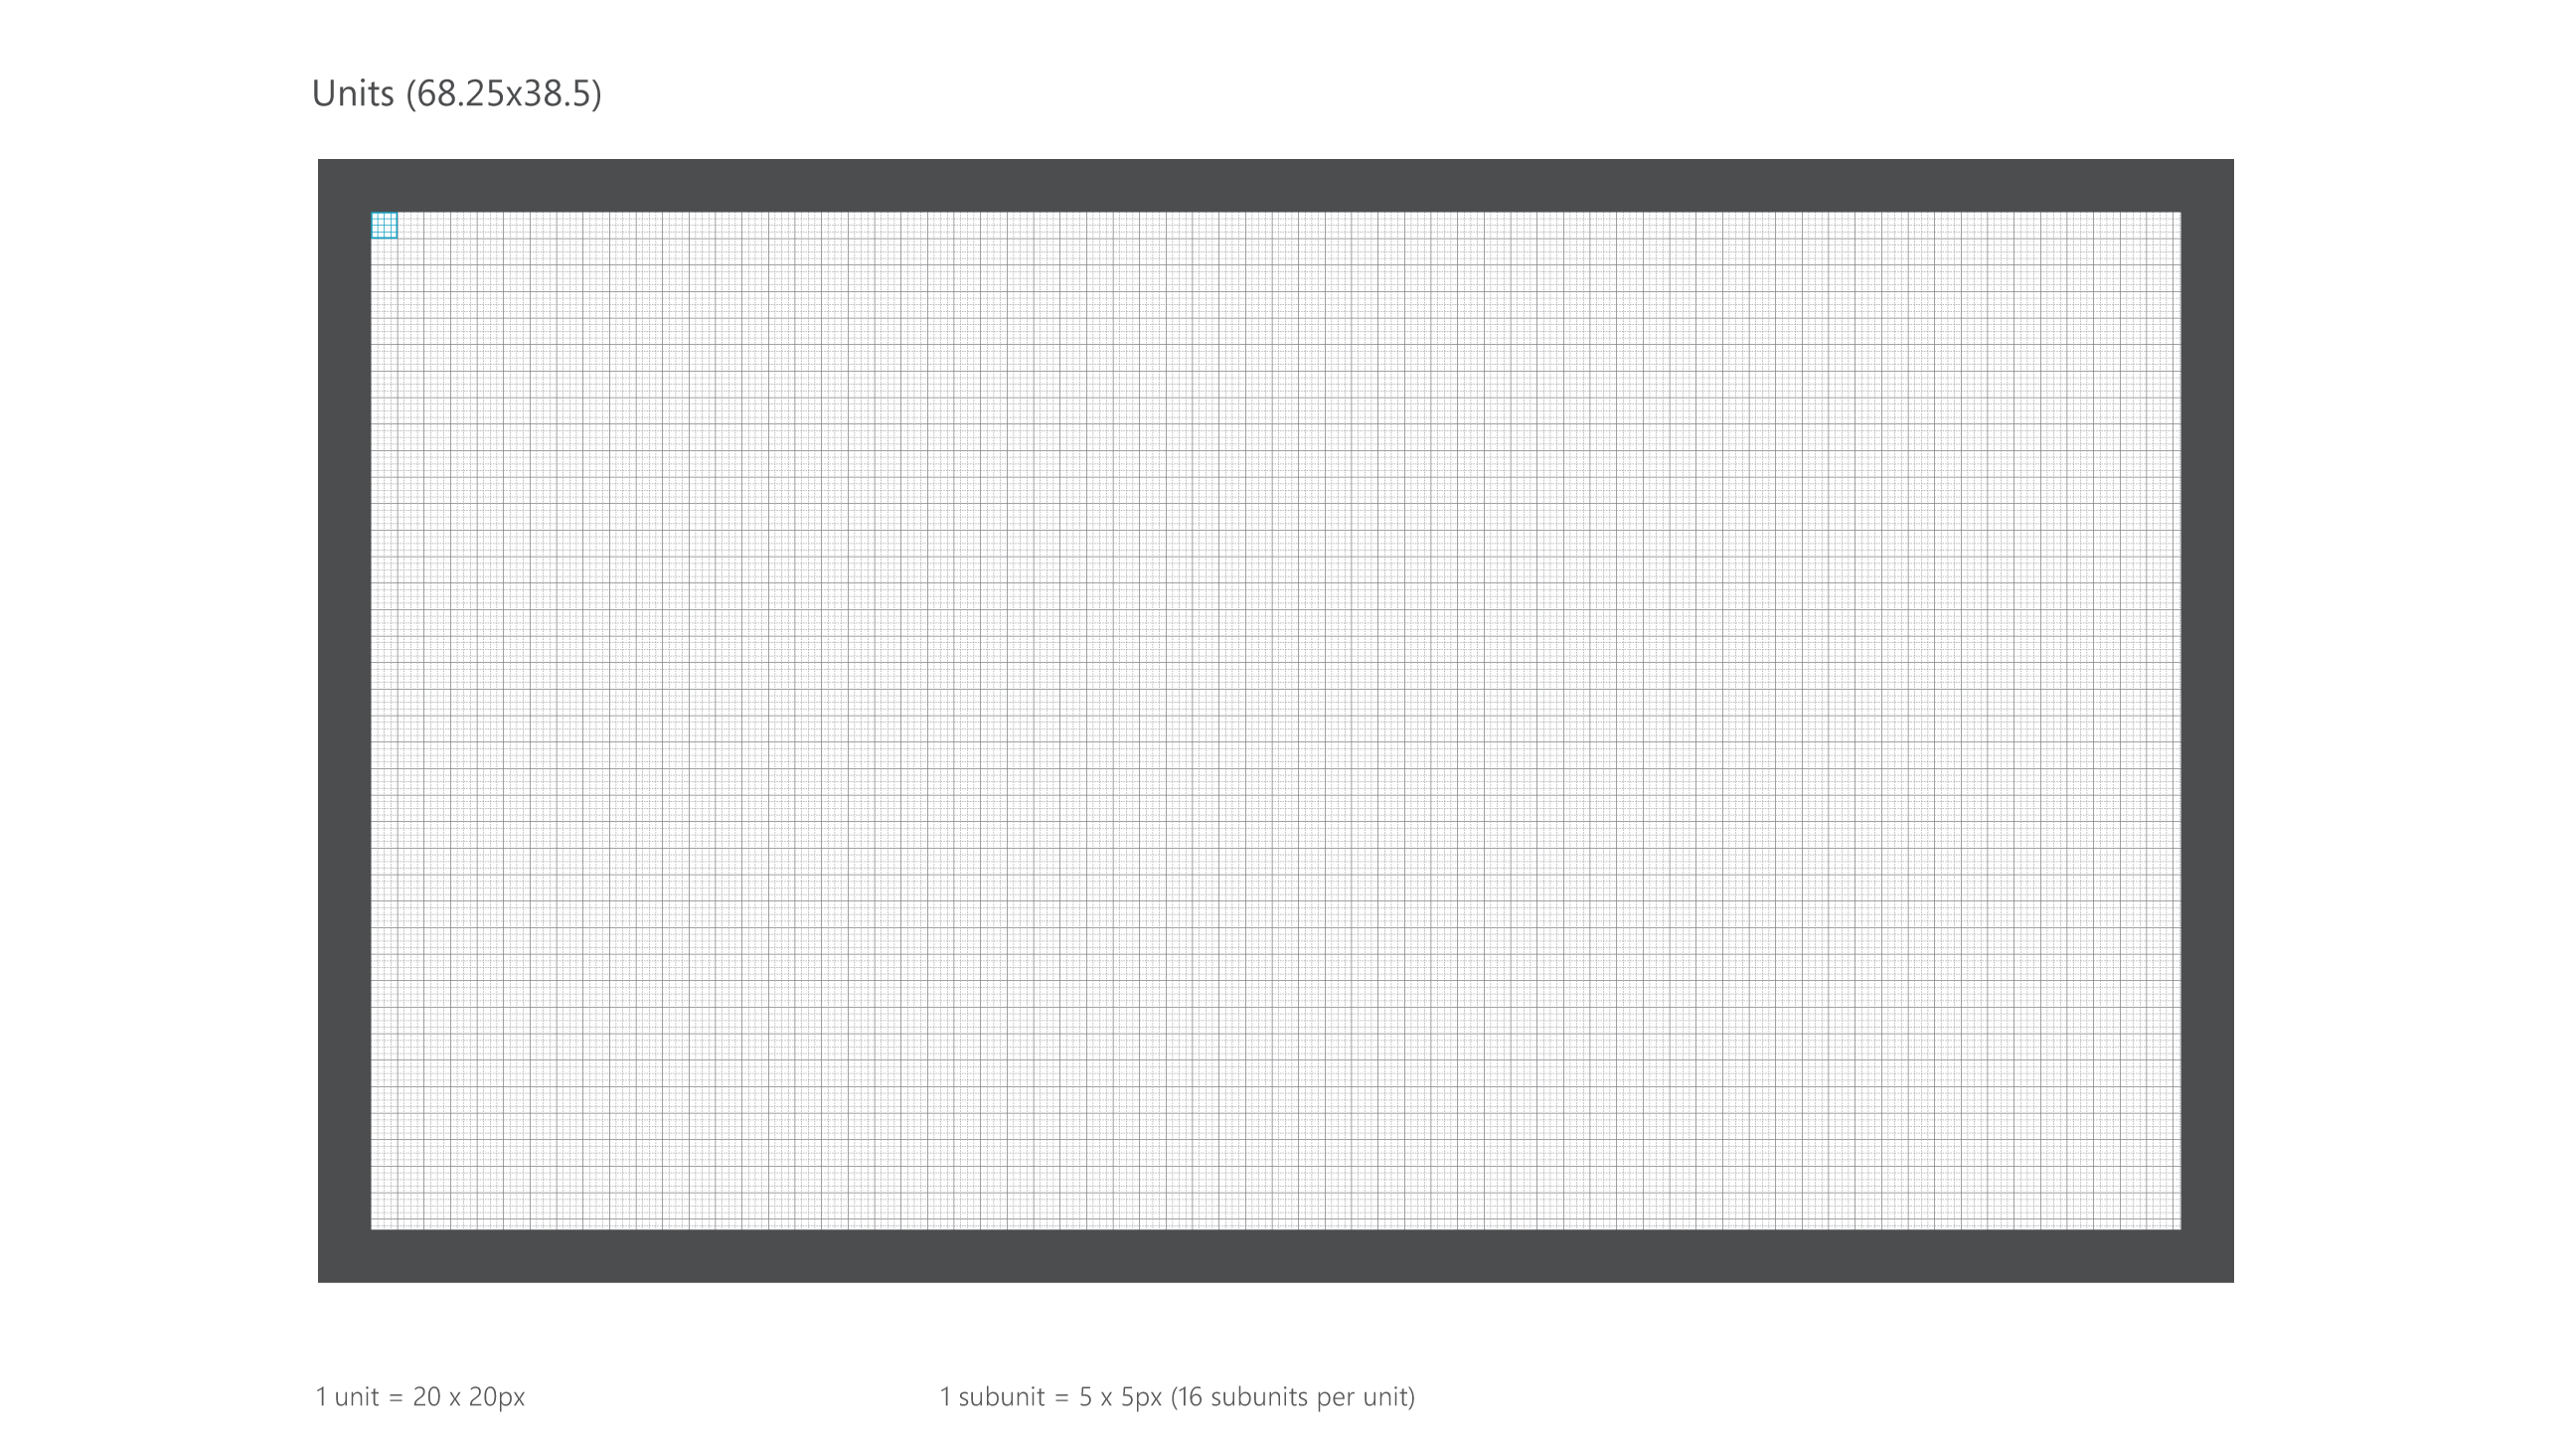 Units (68.25x38.5)
1 unit = 20 x 20px
1 subunit = 5 x 5px (16 subunits per unit)